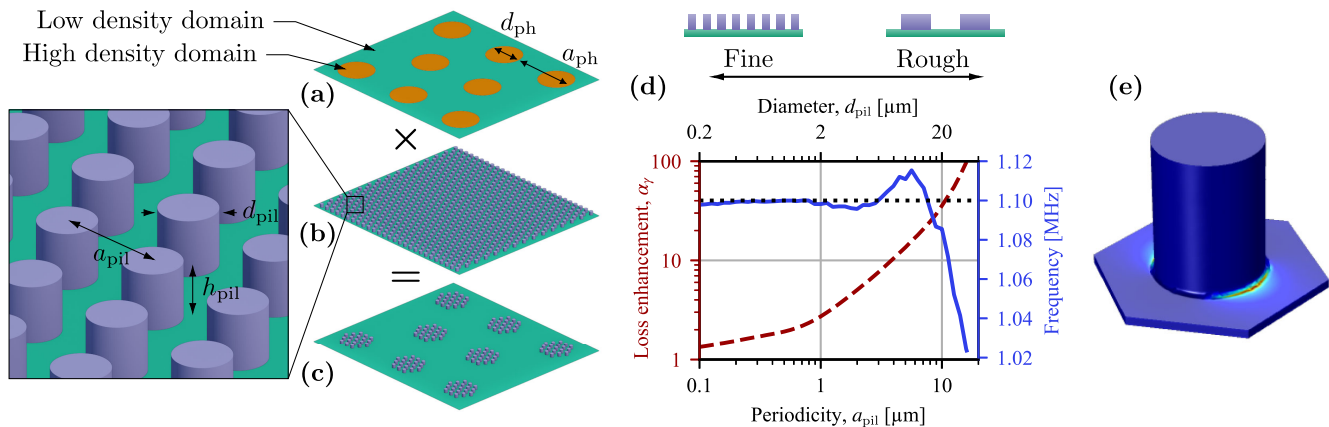 Low density domain
High density domain
d_ph
a_ph
(a)
×
(b)
=
(c)
a_pil
d_pil
h_pil
(d)
Fine
Rough
Diameter, d_pil [µm]
0.2
2
20
100
10
1
Loss enhancement, α_γ
1.12
1.10
1.08
1.06
1.04
1.02
Frequency [MHz]
0.1
1
10
Periodicity, a_pil [µm]
(e)